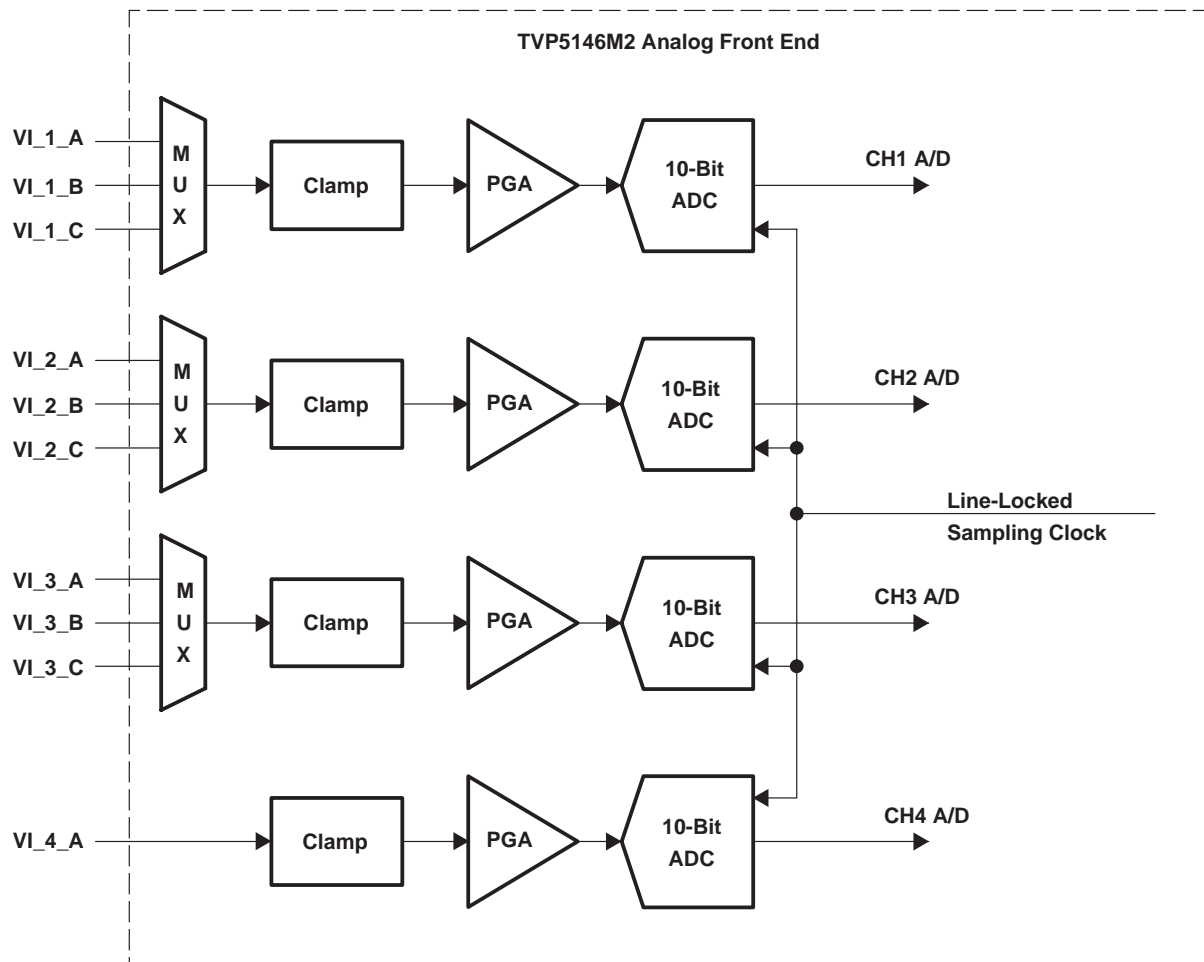 TVP5146M2 Analog Front End
VI_1_A
VI_1_B
VI_1_C
M
U
X
Clamp
PGA
10-Bit
ADC
CH1 A/D
VI_2_A
VI_2_B
VI_2_C
M
U
X
Clamp
PGA
10-Bit
ADC
CH2 A/D
Line-Locked
Sampling Clock
VI_3_A
VI_3_B
VI_3_C
M
U
X
Clamp
PGA
10-Bit
ADC
CH3 A/D
VI_4_A
Clamp
PGA
10-Bit
ADC
CH4 A/D